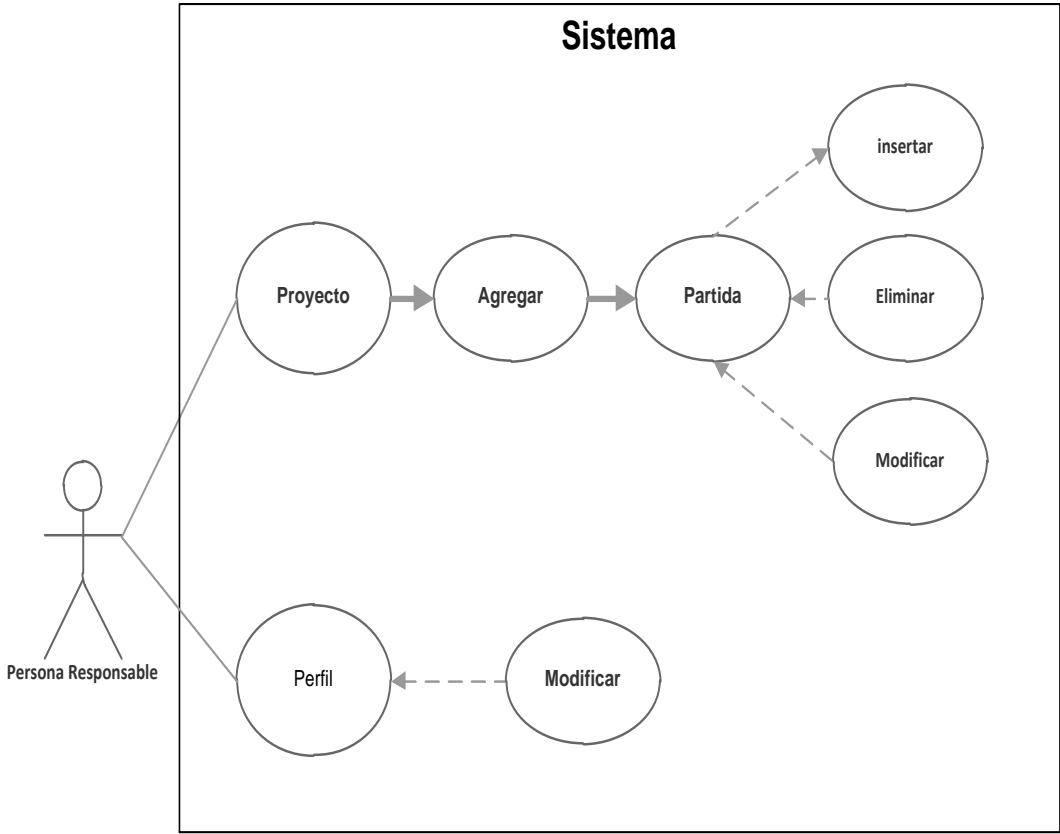 Sistema
insertar
Proyecto
Agregar
Partida
Eliminar
Modificar
Persona Responsable
Perfil
Modificar